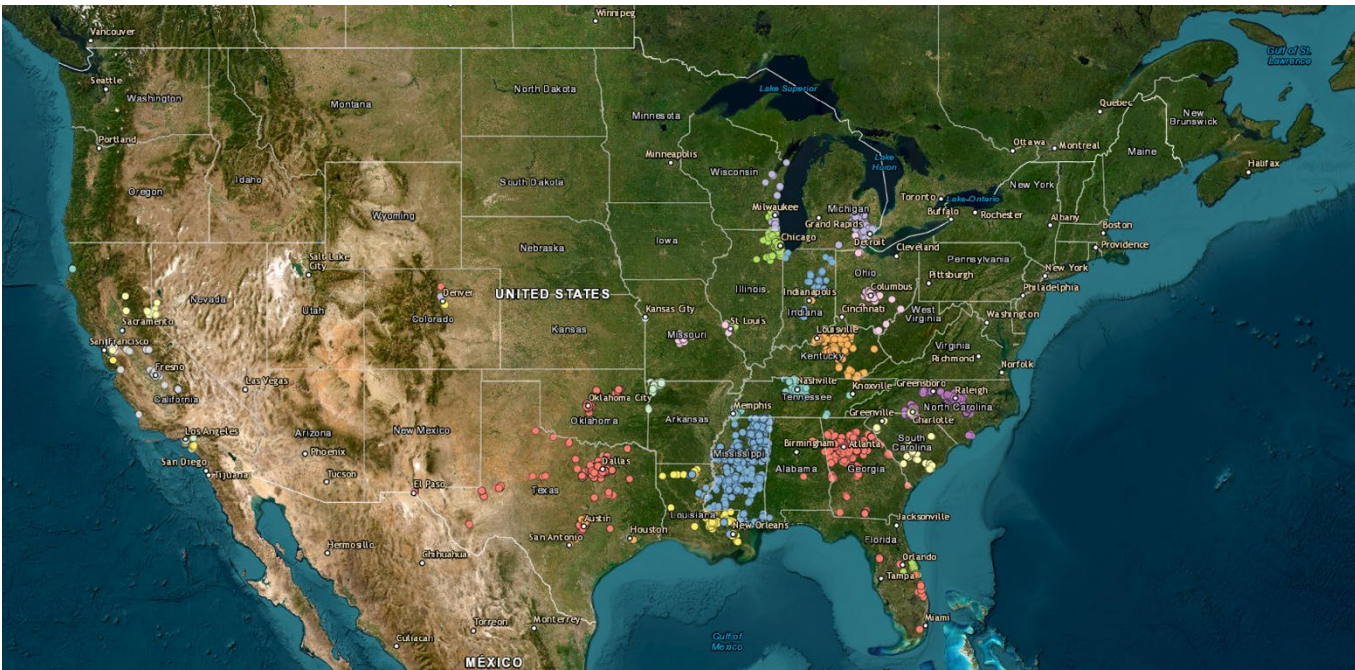 Winnipeg
Vancouver
Gulf of St.
Lawrence
Seattle
Washington
North Dakota
Lake Superior
Montana
Quebec
New
Brunswick
Minnesota
Portland
Ottawa
Montreal
Maine
Minneapolis
Lake
Huron
Halifax
Wisconsin
Idaho
South Dakota
Oregon
Toronto
New York
Lake Ontario
Wyoming
Milwaukee
Michigan
Buffalo
Rochester
Albany
Grand Rapids
Boston
Iowa
Chicago
Detroit
Nebraska
Cleveland
Providence
Salt Lake
City
Pennsylvania
New York
Ohio
Pittsburgh
Nevada
Denver
UNITED STATES
Illinois
Indianapolis
Columbus
Philadelphia
Utah
Kansas City
Indiana
Cincinnati
West
Virginia
Washington
Sacramento
Colorado
Kansas
St. Louis
Missouri
Louisville
San Francisco
Virginia
Kentucky
Richmond
Fresno
Norfolk
Las Vegas
Nashville
Knoxville
Greensboro
Raleigh
California
Oklahoma City
Tennessee
North Carolina
Memphis
Greenville
Oklahoma
Arkansas
Charlotte
Los Angeles
Arizona
New Mexico
South
Carolina
Birmingham
Atlanta
Phoenix
Mississippi
San Diego
Dallas
Alabama
Georgia
Tijuana
Tucson
El Paso
Texas
Louisiana
Austin
New Orleans
Jacksonville
Houston
San Antonio
Florida
Hermosillo
Chihuahua
Orlando
Tampa
Torreon
Monterrey
Miami
Culiacan
Gulf of
Mexico
MÉXICO